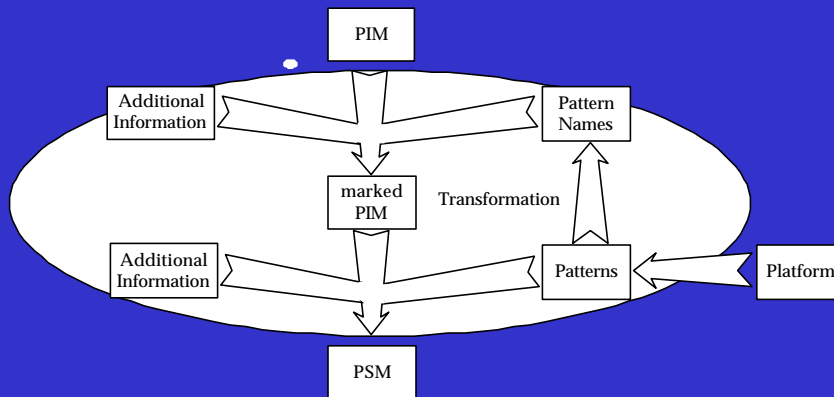 PIM
Additional
Information
Pattern
Names
marked
PIM
Transformation
Additional
Information
Patterns
Platform
PSM